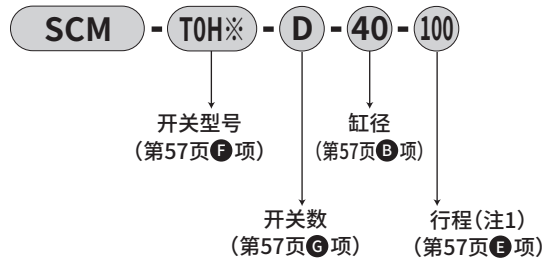 SCM - T0H※ - D - 40 - 100
开关型号
（第57页F项）
缸径
（第57页B项）
开关数
（第57页G项）
行程（注1）
（第57页E项）